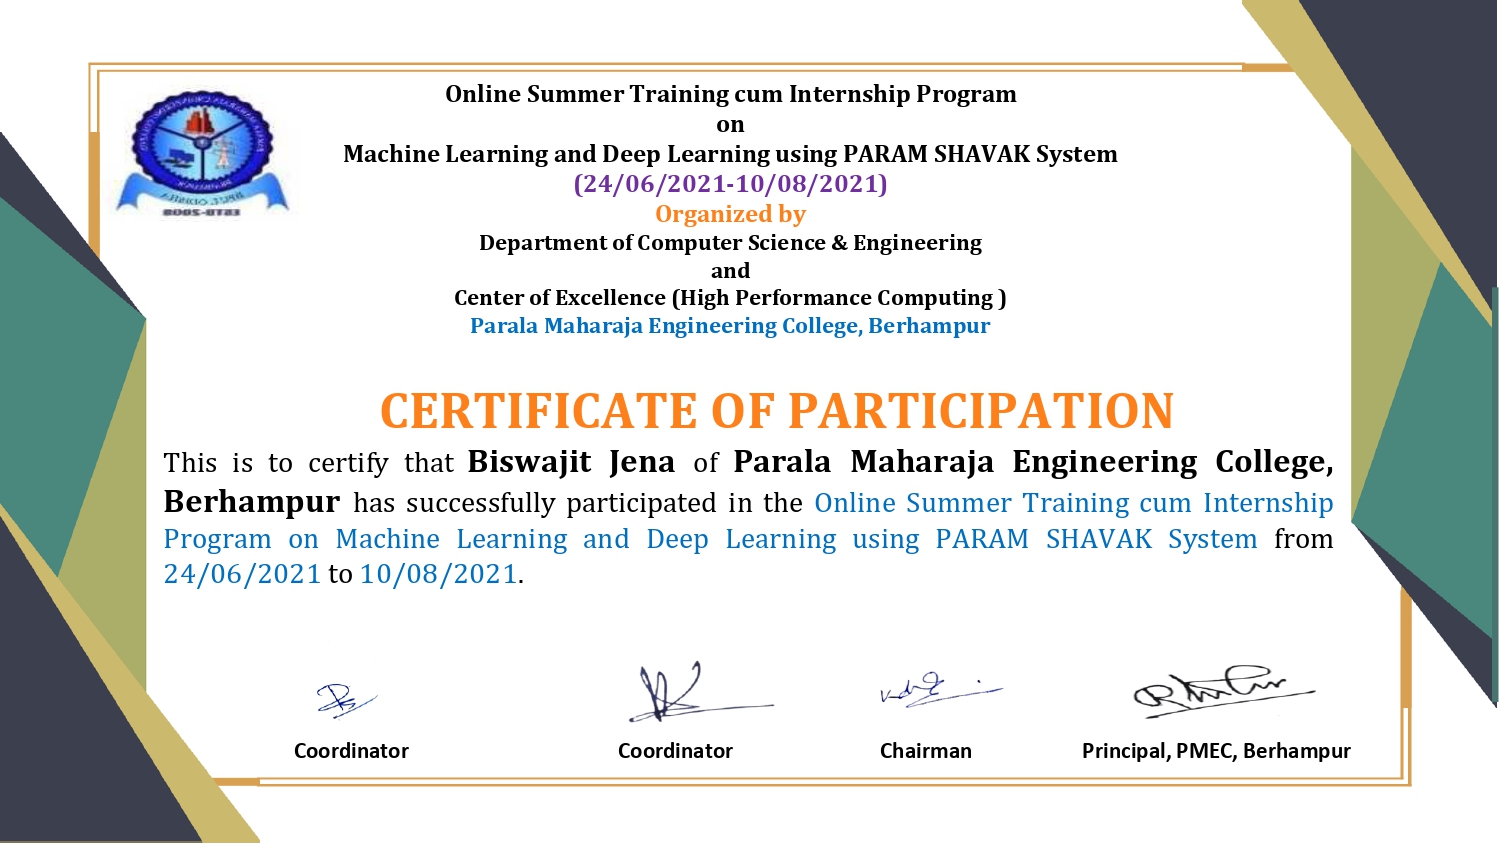 Online Summer Training cum Internship Program
on
Machine Learning and Deep Learning using PARAM SHAVAK System
(24/06/2021-10/08/2021)
Organized by
Department of Computer Science & Engineering
and
Center of Excellence (High Performance Computing )
Parala Maharaja Engineering College, Berhampur
CERTIFICATE OF PARTICIPATION
This is to certify that Biswajit Jena of Parala Maharaja Engineering College,
Berhampur has successfully participated in the Online Summer Training cum Internship
Program on Machine Learning and Deep Learning using PARAM SHAVAK System from
24/06/2021 to 10/08/2021.
Coordinator
Coordinator
Chairman
Principal, PMEC, Berhampur